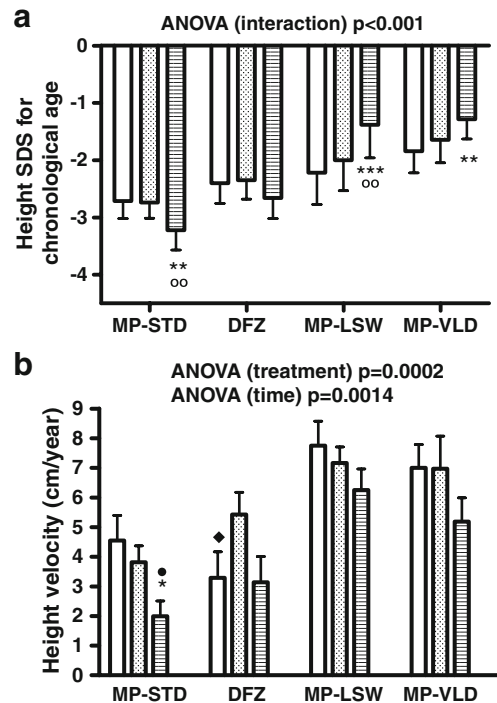 a
ANOVA (interaction) p<0.001
Height SDS for
chronological age
0
-1
-2
-3
-4
**
oo
***
oo
**
MP-STD DFZ MP-LSW MP-VLD
b
ANOVA (treatment) p=0.0002
ANOVA (time) p=0.0014
Height velocity (cm/year)
9
8
7
6
5
4
3
2
1
0
*
MP-STD DFZ MP-LSW MP-VLD